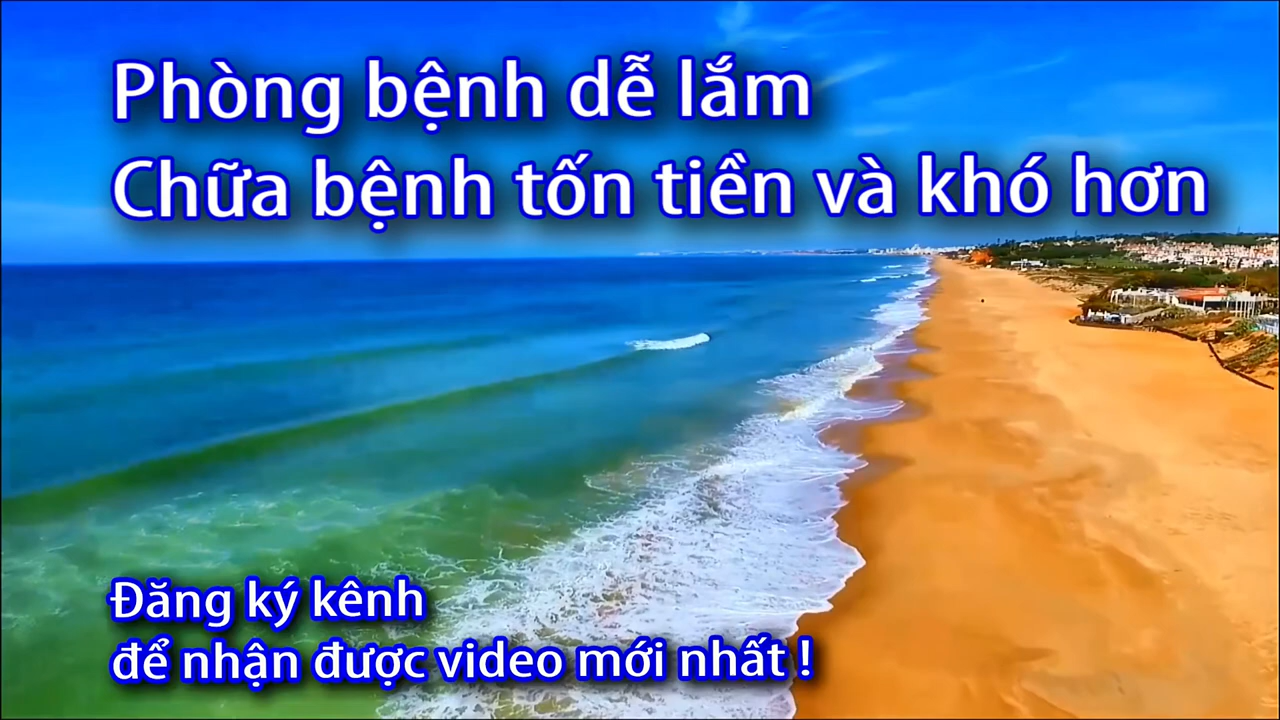 Phòng bệnh dễ lắm
Chữa bệnh tốn tiền và khó hơn
Đăng ký kênh
để nhận được video mới nhất !